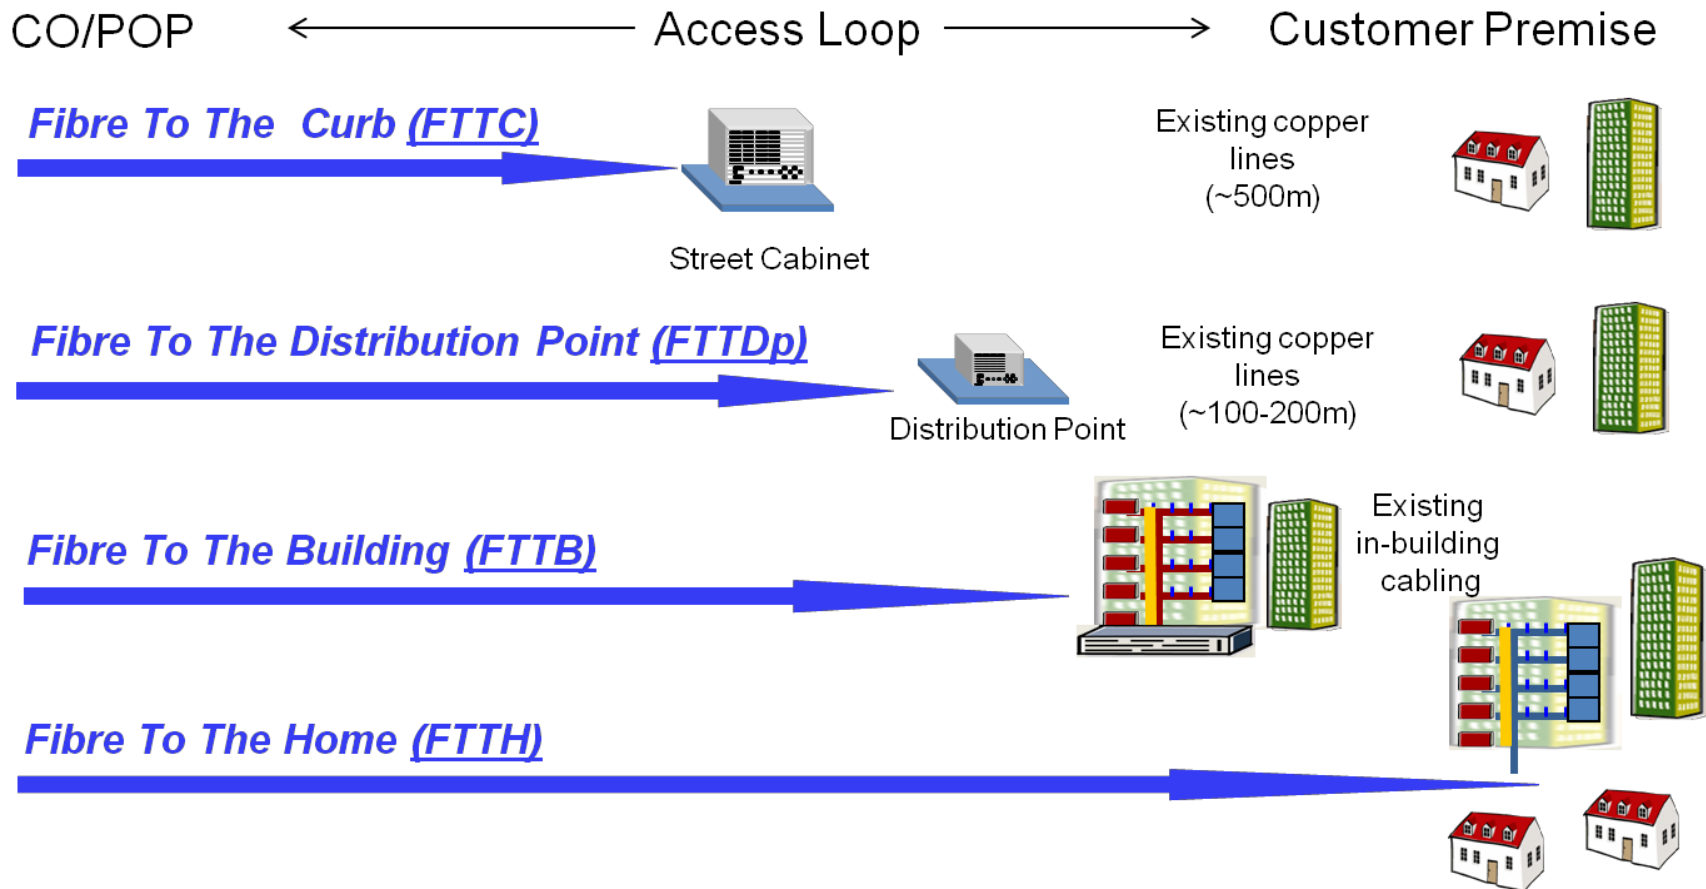 CO/POP
Access Loop
Customer Premise
Fibre To The Curb (FTTC)
Existing copper
lines
(~500m)
Street Cabinet
Fibre To The Distribution Point (FTTDp)
Existing copper
lines
(~100-200m)
Distribution Point
Fibre To The Building (FTTB)
Existing
in-building
cabling
Fibre To The Home (FTTH)